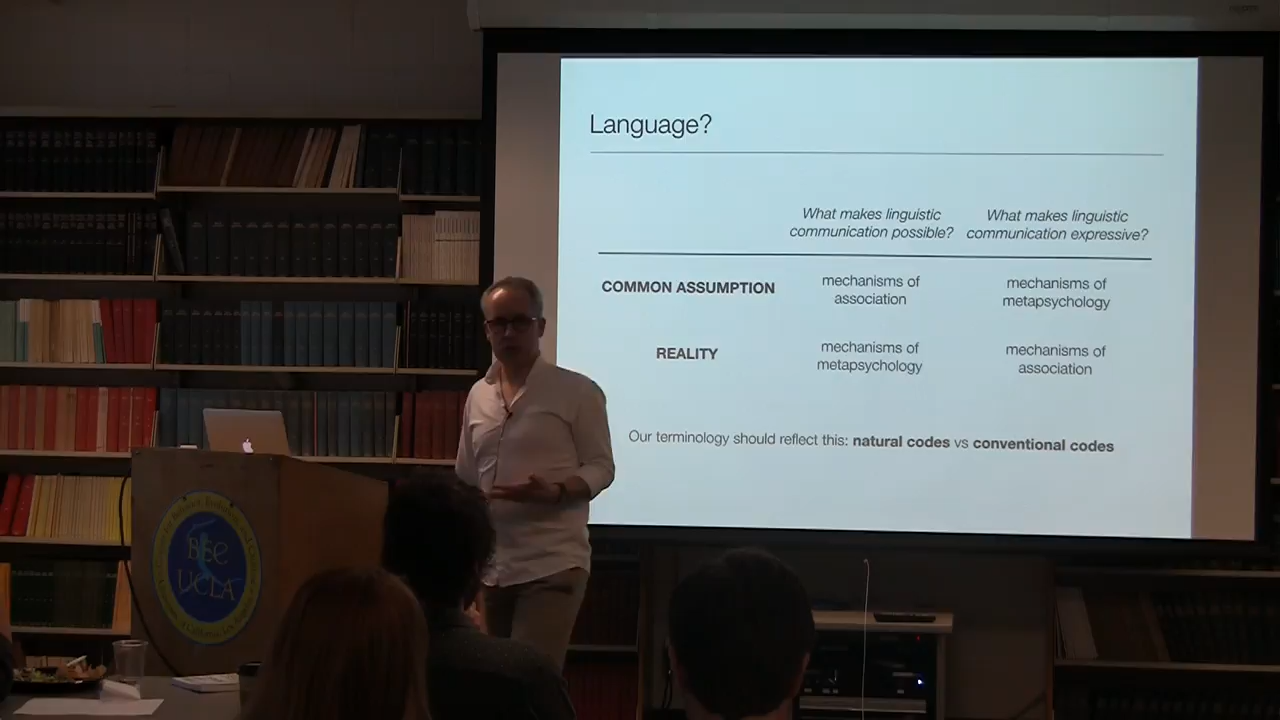 Language?
What makes linguistic communication possible?
What makes linguistic communication expressive?
COMMON ASSUMPTION
mechanisms of association
mechanisms of metapsychology
REALITY
mechanisms of metapsychology
mechanisms of association
Our terminology should reflect this: natural codes vs conventional codes
BEC
UCLA